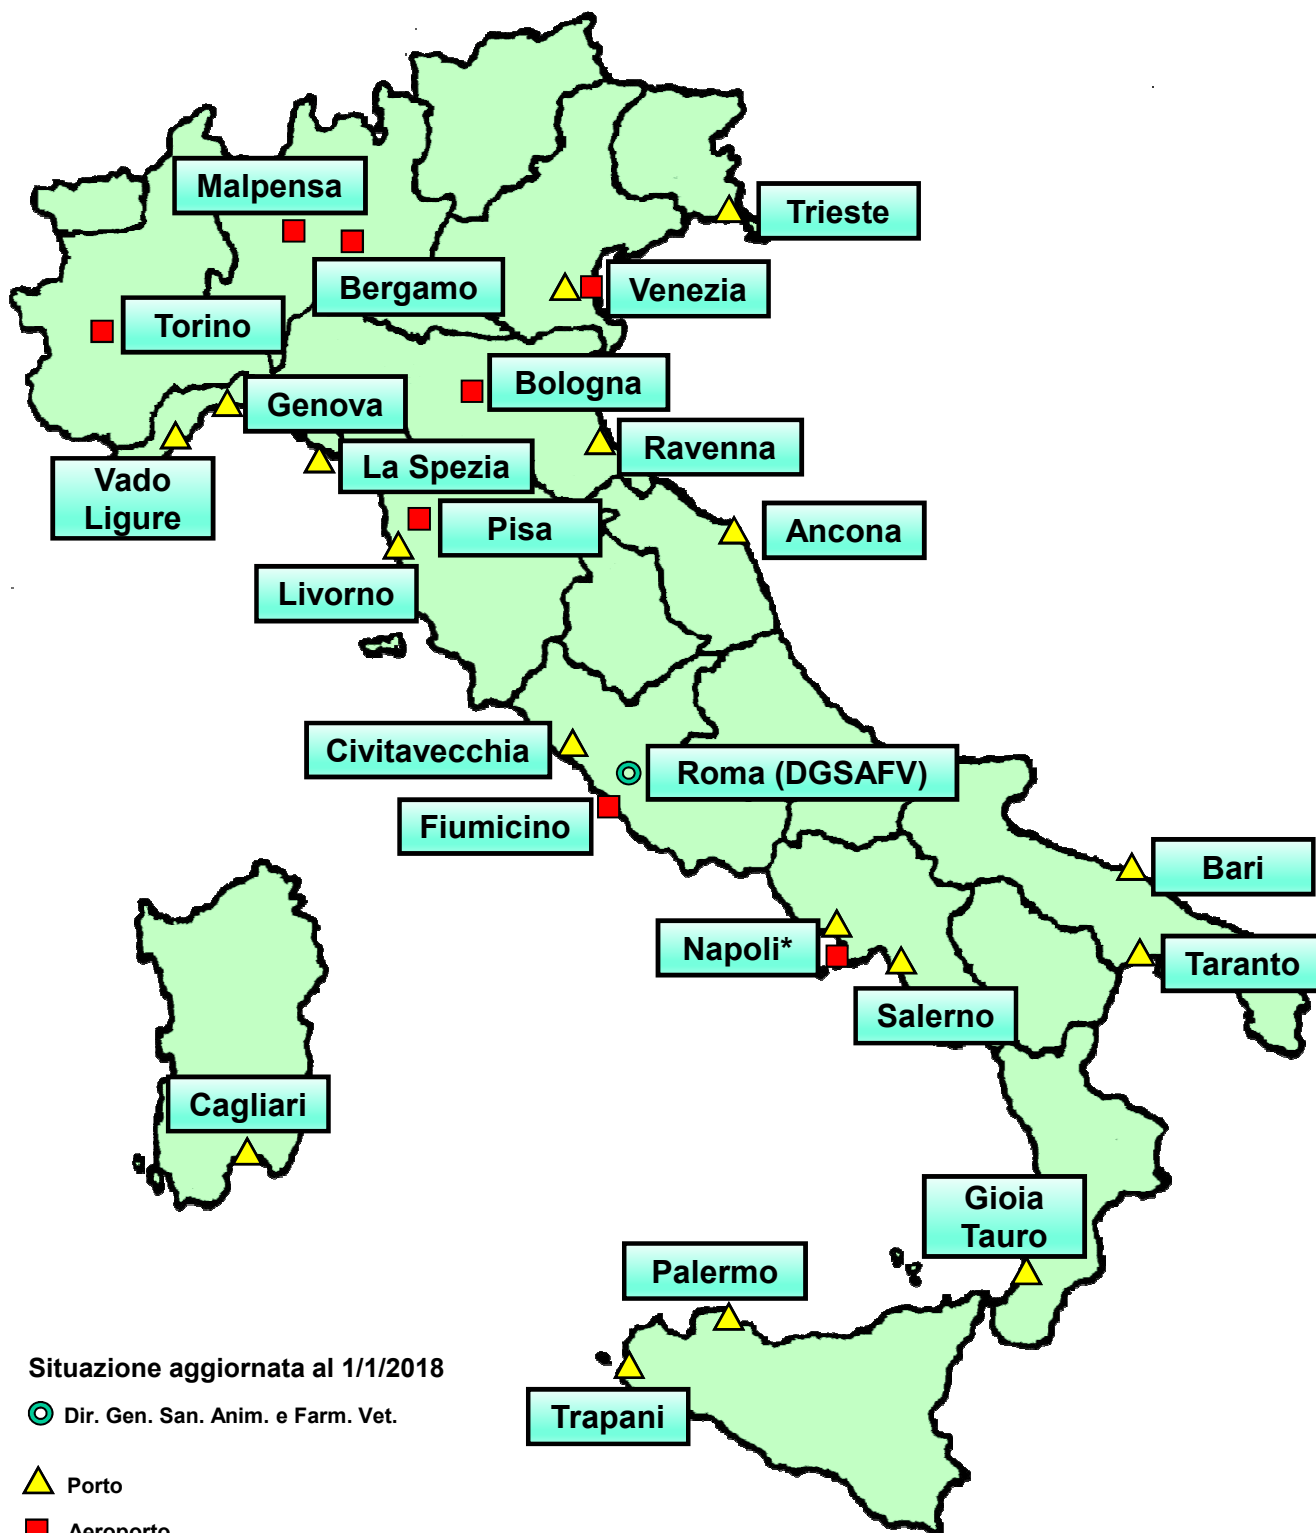 Malpensa
Trieste
Bergamo
Venezia
Torino
Bologna
Genova
Ravenna
La Spezia
Vado
Ligure
Pisa
Ancona
Livorno
Civitavecchia
Roma (DGSAFV)
Fiumicino
Bari
Napoli*
Taranto
Salerno
Cagliari
Gioia
Tauro
Palermo
Trapani
Situazione aggiornata al 1/1/2018
Dir. Gen. San. Anim. e Farm. Vet.
Porto
Aeroporto